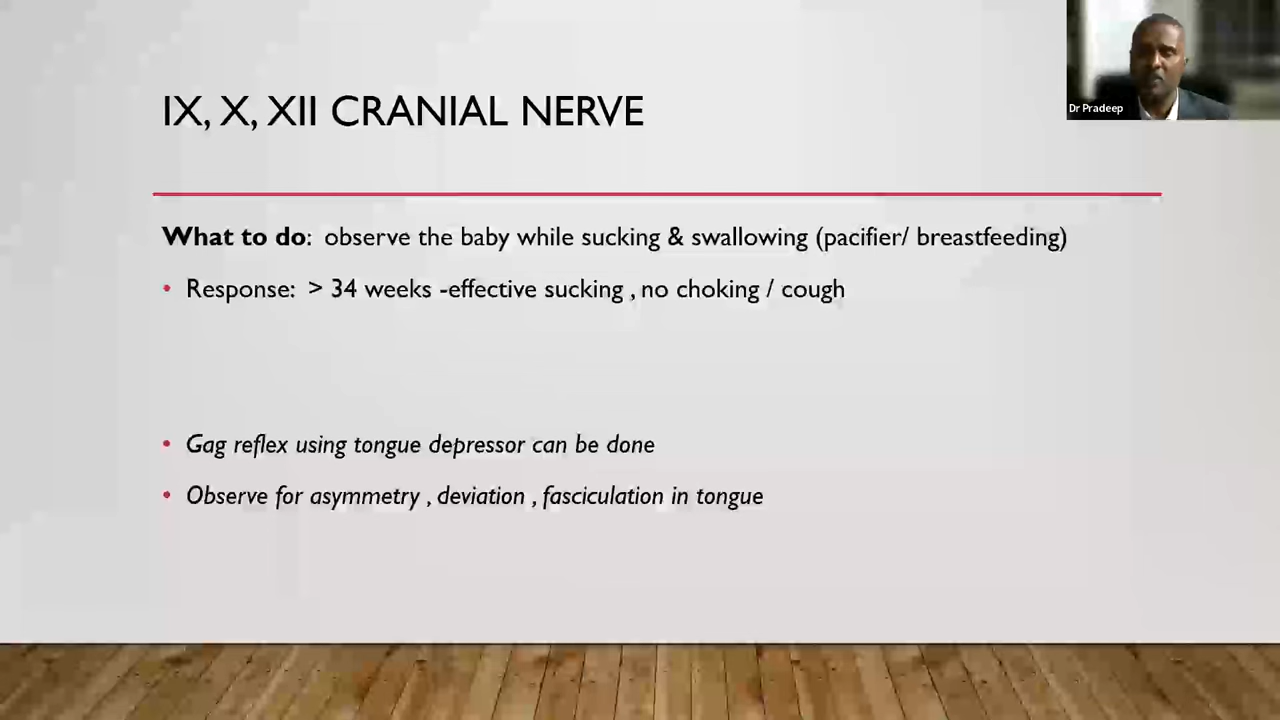 IX, X, XII CRANIAL NERVE
Dr Pradeep
What to do: observe the baby while sucking & swallowing (pacifier/ breastfeeding)
• Response: > 34 weeks -effective sucking , no choking / cough
• Gag reflex using tongue depressor can be done
• Observe for asymmetry , deviation , fasciculation in tongue